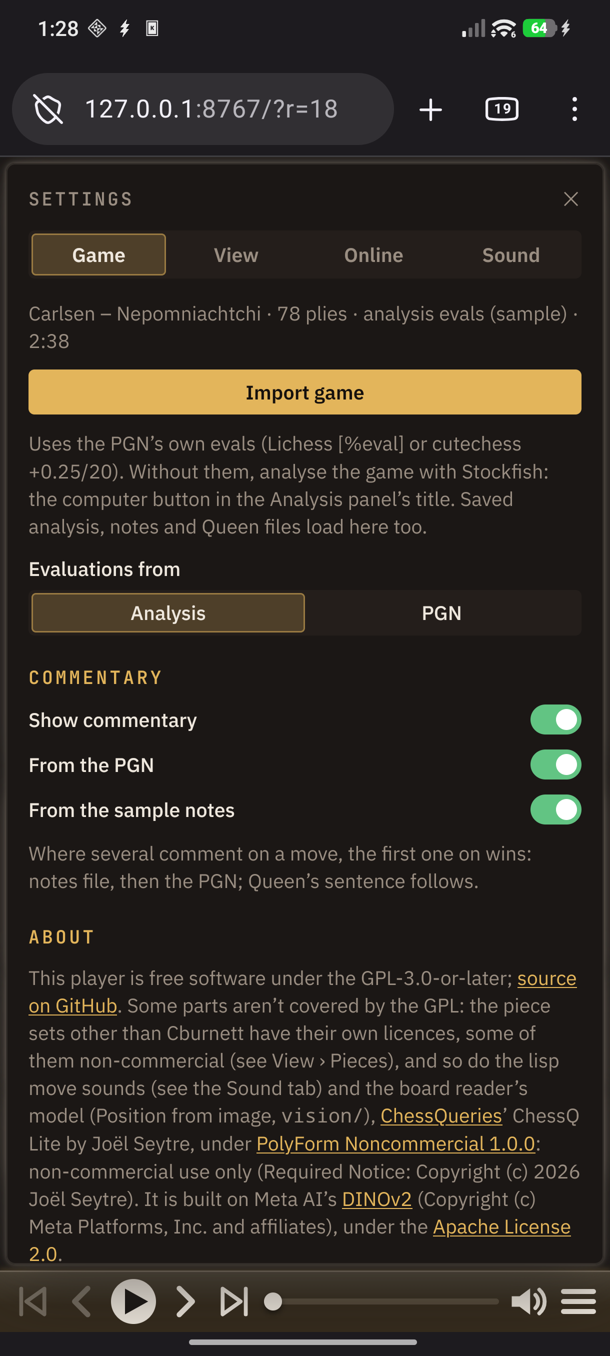 1:28
64
127.0.0.1:8767/?r=18
19
SETTINGS
Game
View
Online
Sound
Carlsen – Nepomniachtchi · 78 plies · analysis evals (sample) ·
2:38
Import game
Uses the PGN’s own evals (Lichess [%eval] or cutechess
+0.25/20). Without them, analyse the game with Stockfish:
the computer button in the Analysis panel’s title. Saved
analysis, notes and Queen files load here too.
Evaluations from
Analysis
PGN
COMMENTARY
Show commentary
From the PGN
From the sample notes
Where several comment on a move, the first one on wins:
notes file, then the PGN; Queen’s sentence follows.
ABOUT
This player is free software under the GPL-3.0-or-later; source
on GitHub. Some parts aren’t covered by the GPL: the piece
sets other than Cburnett have their own licences, some of
them non-commercial (see View › Pieces), and so do the lisp
move sounds (see the Sound tab) and the board reader’s
model (Position from image, vision/), ChessQueries’ ChessQ
Lite by Joël Seytre, under PolyForm Noncommercial 1.0.0:
non-commercial use only (Required Notice: Copyright (c) 2026
Joël Seytre). It is built on Meta AI’s DINOv2 (Copyright (c)
Meta Platforms, Inc. and affiliates), under the Apache License
2.0.